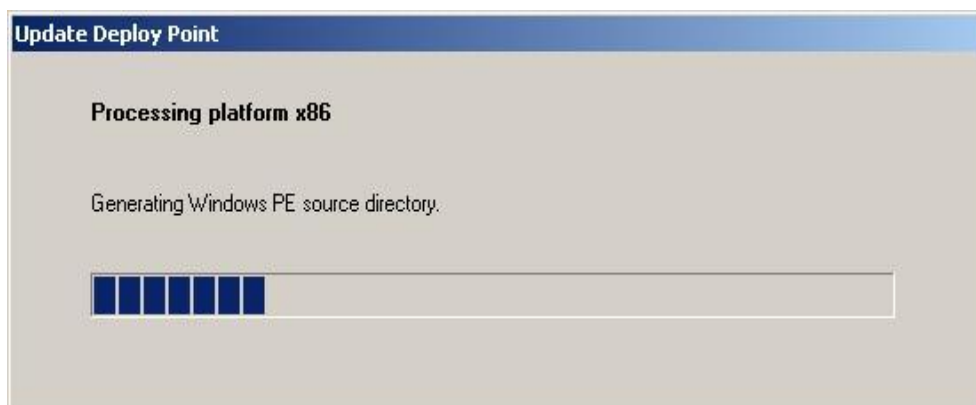 Update Deploy Point
Processing platform x86
Generating Windows PE source directory.